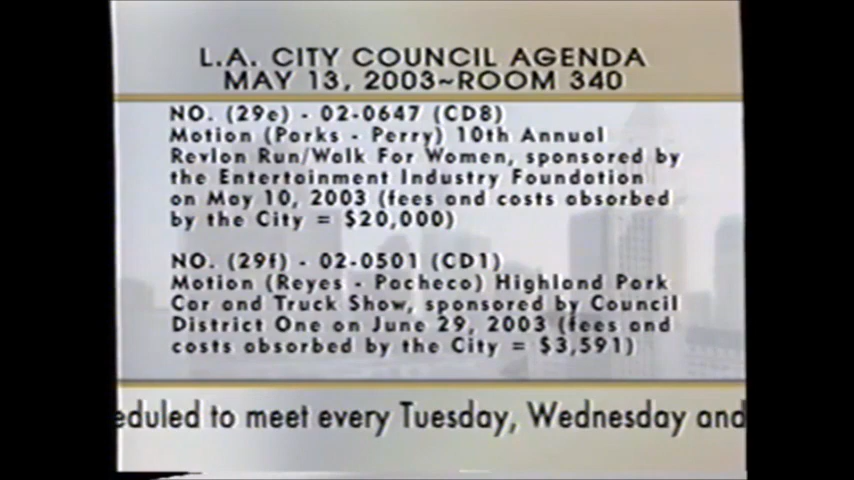 L.A. CITY COUNCIL AGENDA
MAY 13, 2003~ROOM 340
NO. (29e) - 02-0647 (CD8)
Motion (Parks - Perry) 10th Annual
Revlon Run/Walk For Women, sponsored by
the Entertainment Industry Foundation
on May 10, 2003 (fees and costs absorbed
by the City = $20,000)
NO. (29f) - 02-0501 (CD1)
Motion (Reyes - Pacheco) Highland Park
Car and Truck Show, sponsored by Council
District One on June 29, 2003 (fees and
costs absorbed by the City = $3,591)
eduled to meet every Tuesday, Wednesday and